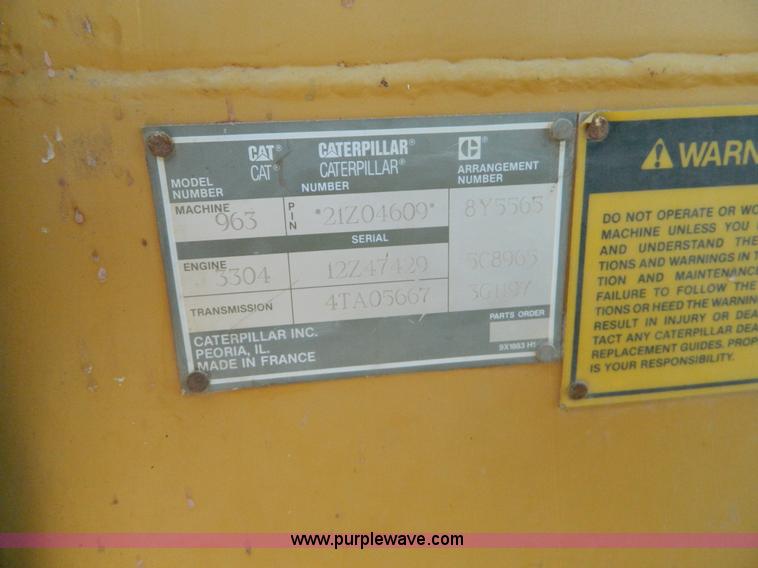 CAT® CATERPILLAR® C®
CAT® CATERPILLAR®
MODEL NUMBER NUMBER ARRANGEMENT NUMBER
MACHINE 963 PIN *21Z04609* 8Y5563
SERIAL
ENGINE 3304 12Z47429 5C8965
TRANSMISSION 4TA05667 3G1197
PARTS ORDER
CATERPILLAR INC.
PEORIA, IL.
MADE IN FRANCE
9X1863
WARN
DO NOT OPERATE OR WO
MACHINE UNLESS YOU
AND UNDERSTAND THE
TIONS AND WARNINGS IN T
TION AND MAINTENANC
FAILURE TO FOLLOW THE
TIONS OR HEED THE WARNING
RESULT IN INJURY OR DEA
TACT ANY CATERPILLAR DEA
REPLACEMENT GUIDES. PROP
IS YOUR RESPONSIBILITY.
www.purplewave.com